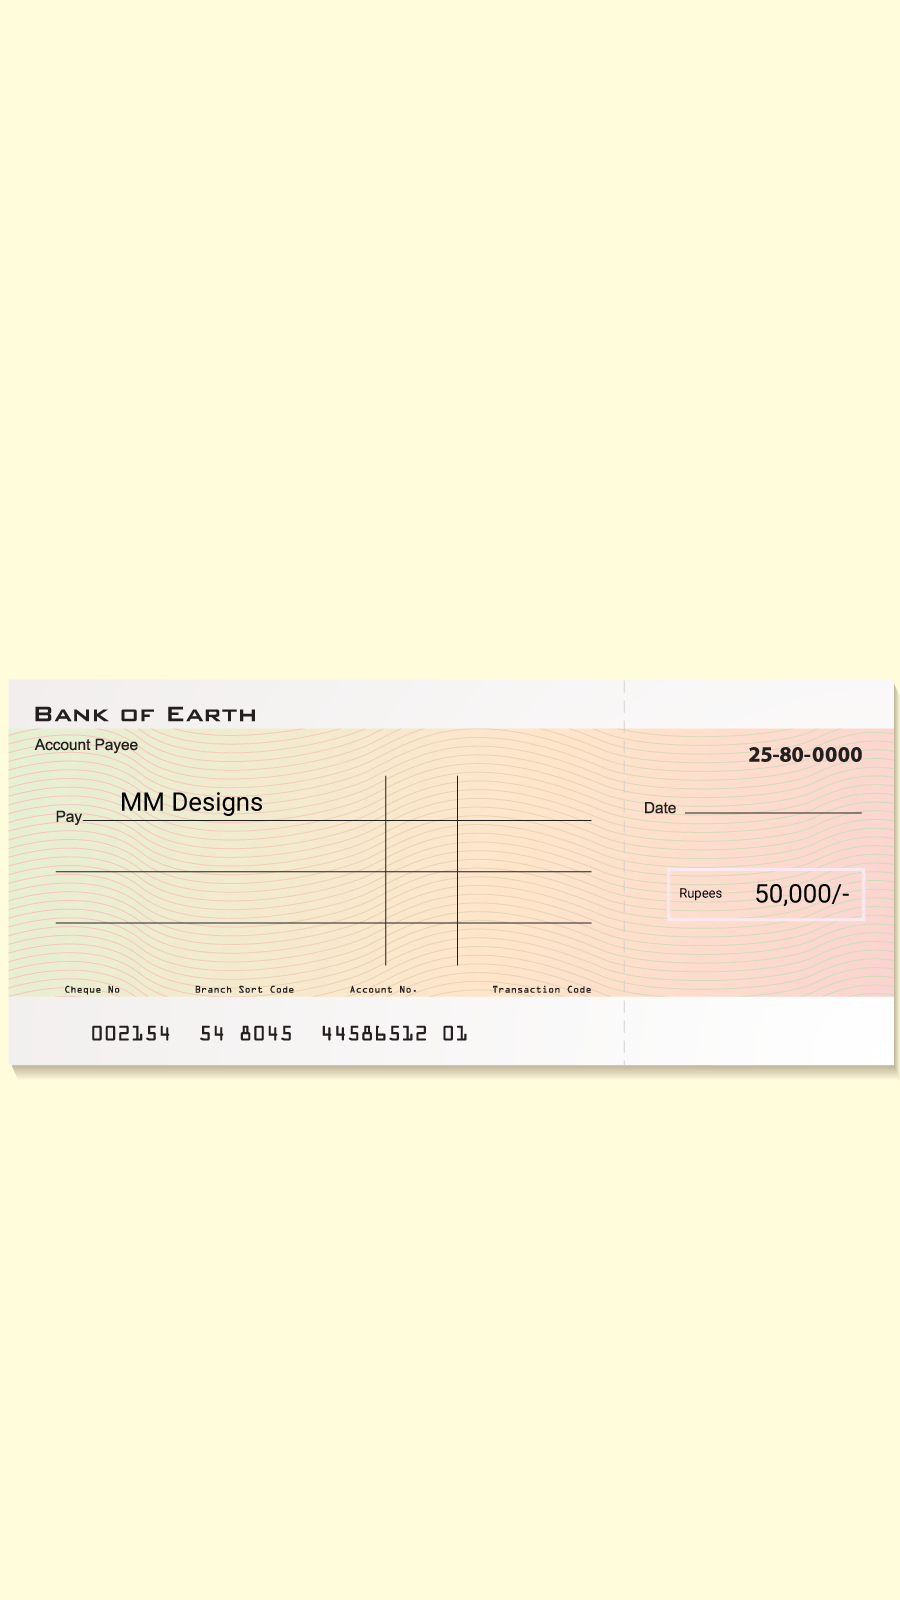 BANK OF EARTH
Account Payee
25-80-0000
Pay MM Designs
Date
Rupees 50,000/-
Cheque No Branch Sort Code Account No. Transaction Code
002154 54 8045 44586512 01